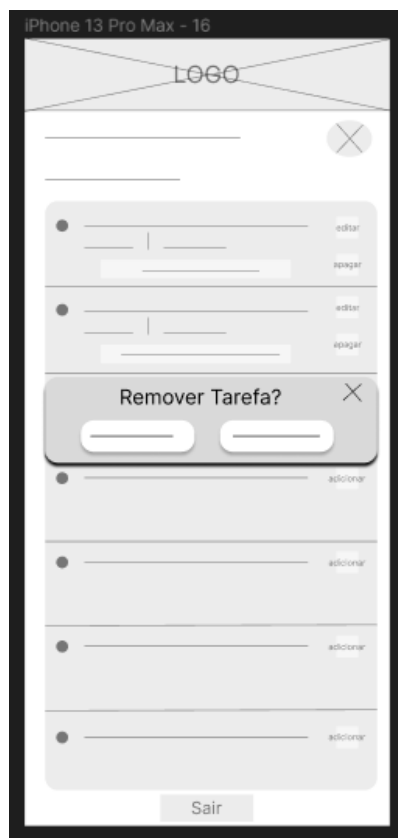 iPhone 13 Pro Max - 16
LOGO
editar
apagar
editar
apagar
Remover Tarefa?
adicionar
adicionar
adicionar
adicionar
Sair